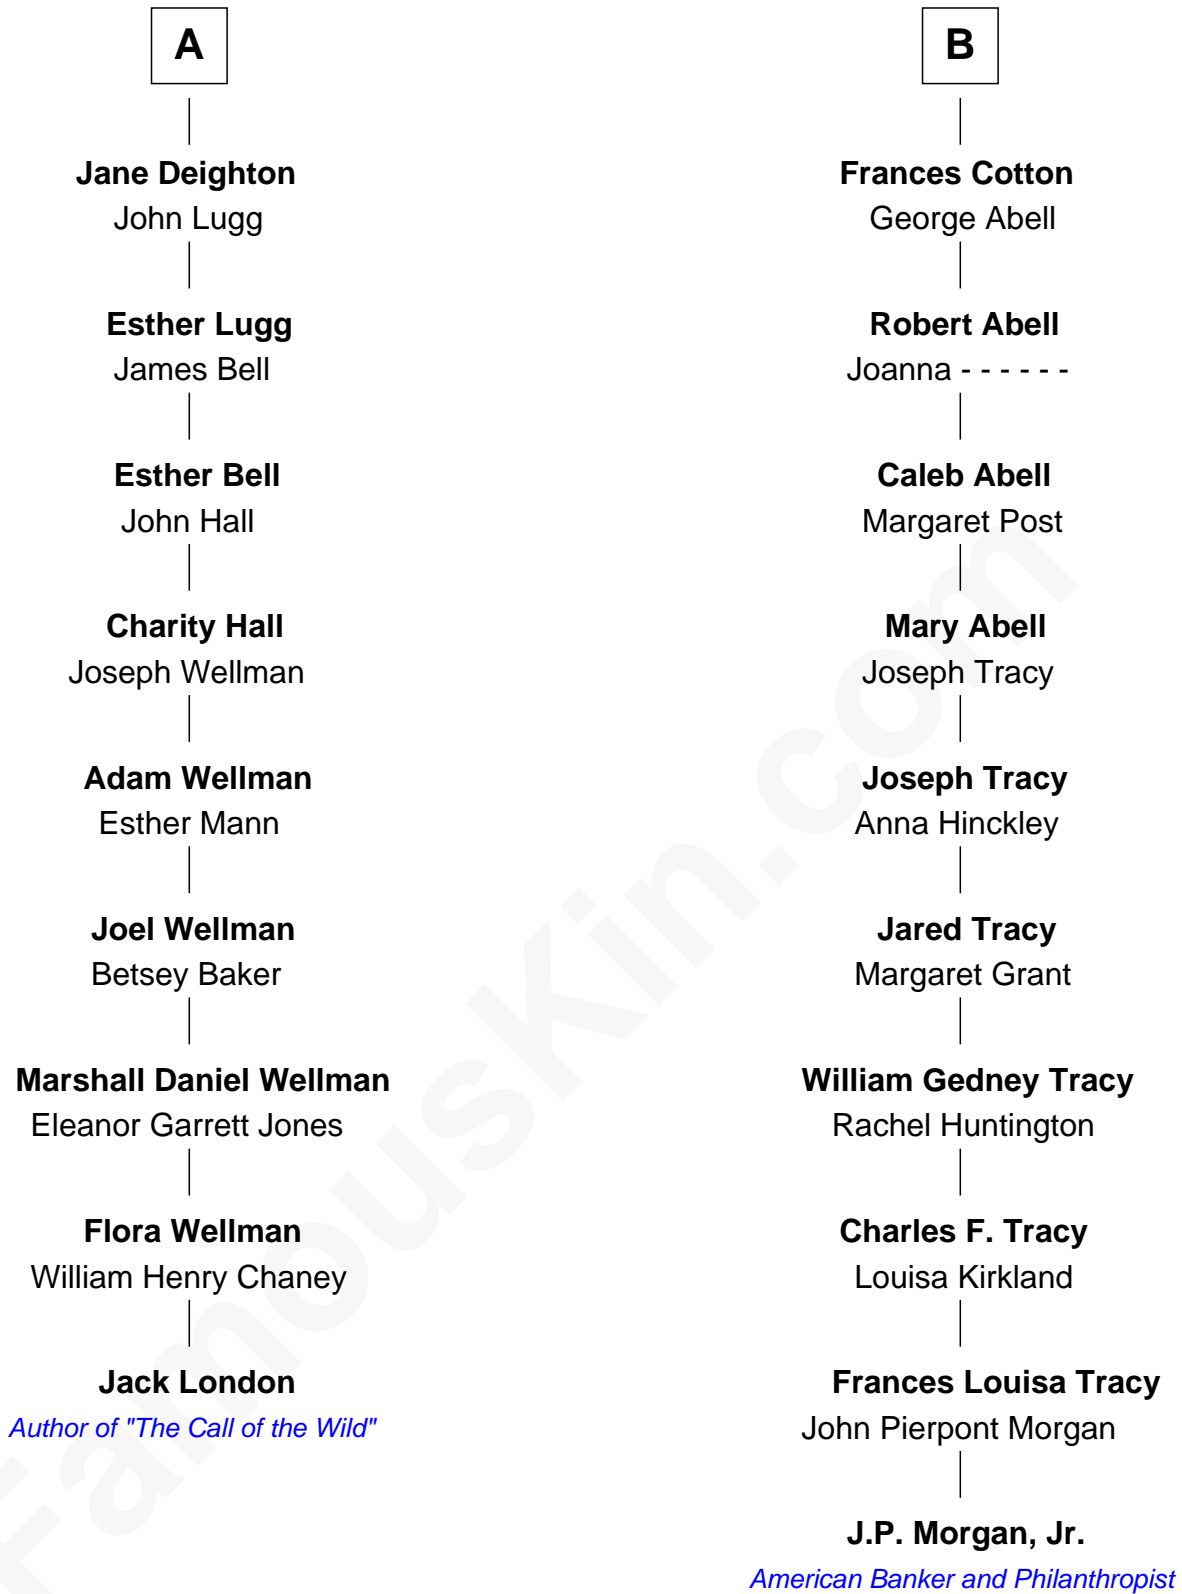 A
Jane Deighton
John Lugg
Esther Lugg
James Bell
Esther Bell
John Hall
Charity Hall
Joseph Wellman
Adam Wellman
Esther Mann
Joel Wellman
Betsey Baker
Marshall Daniel Wellman
Eleanor Garrett Jones
Flora Wellman
William Henry Chaney
Jack London
Author of "The Call of the Wild"
B
Frances Cotton
George Abell
Robert Abell
Joanna - - - - - -
Caleb Abell
Margaret Post
Mary Abell
Joseph Tracy
Joseph Tracy
Anna Hinckley
Jared Tracy
Margaret Grant
William Gedney Tracy
Rachel Huntington
Charles F. Tracy
Louisa Kirkland
Frances Louisa Tracy
John Pierpont Morgan
J.P. Morgan, Jr.
American Banker and Philanthropist
FamousKin.com